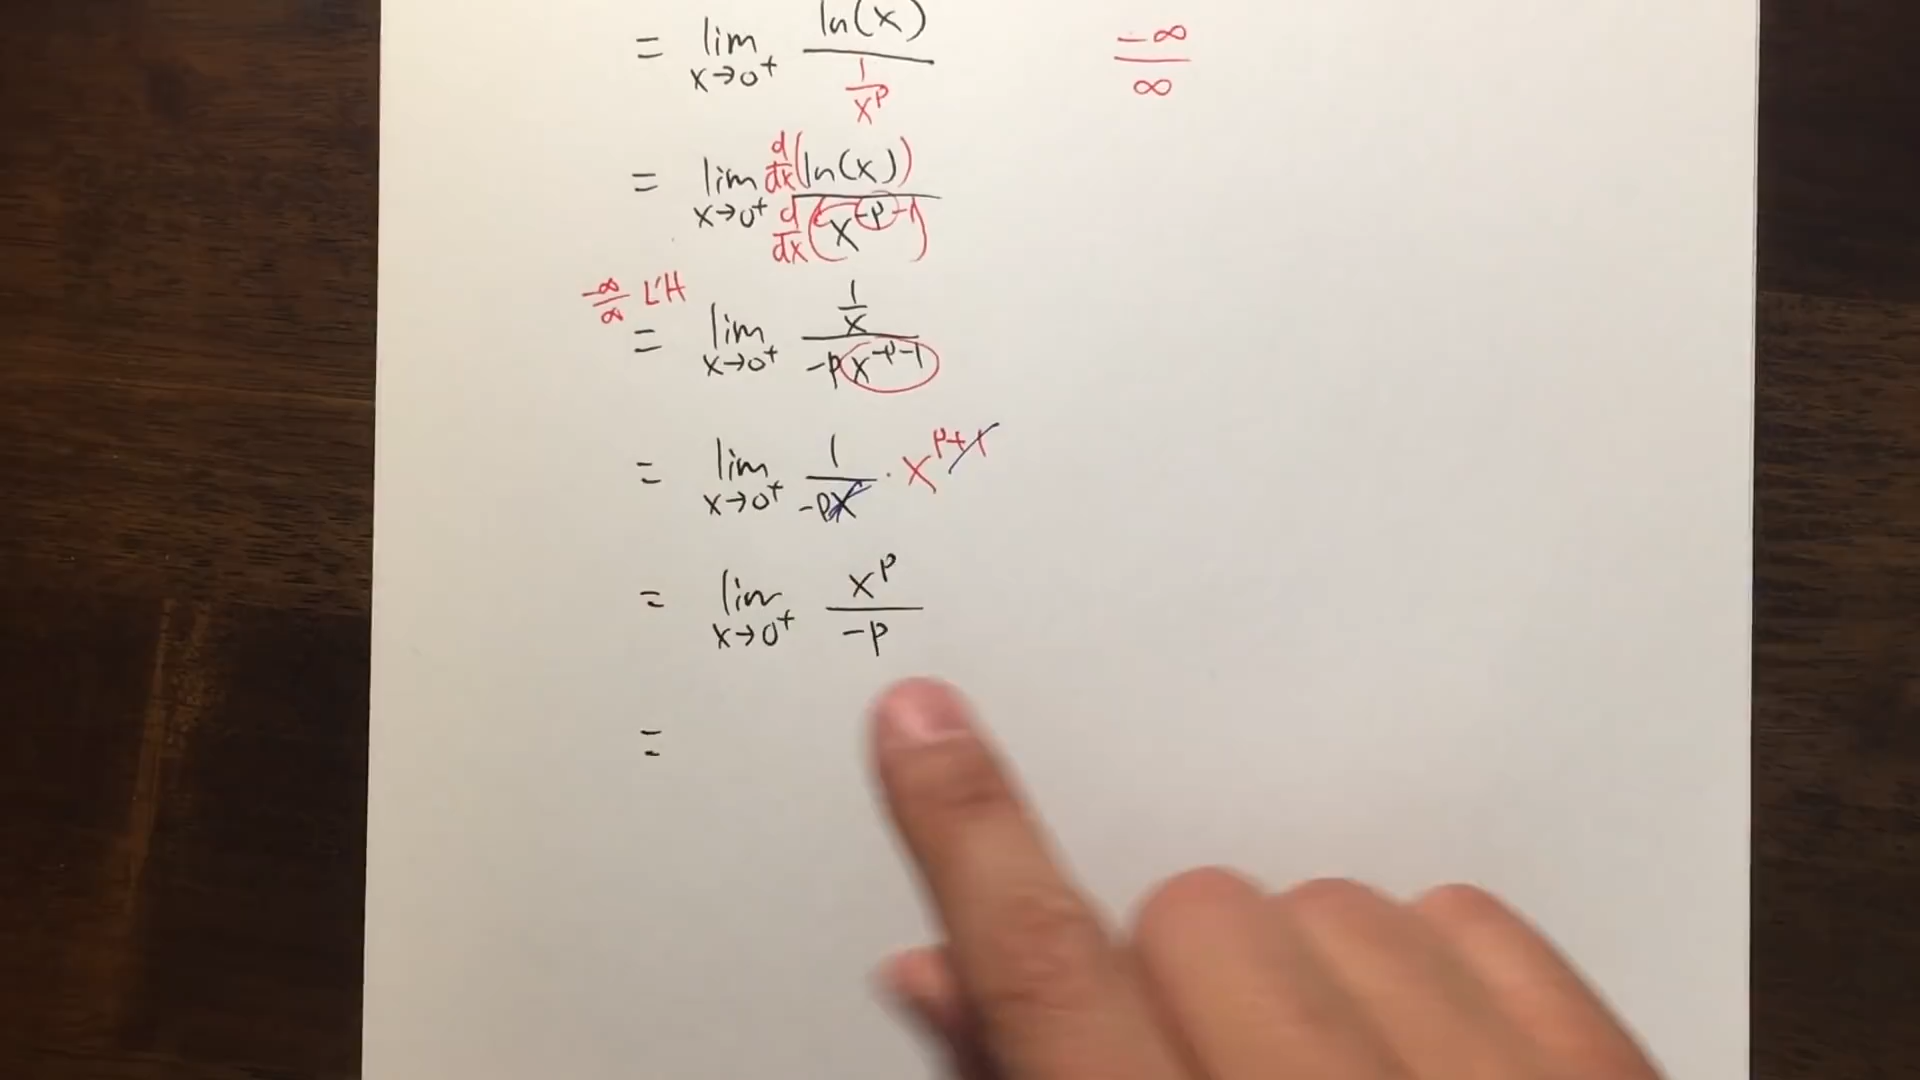 = lim x→0⁺ ln(x) / (1/x^p)    -∞/∞
= lim x→0⁺ d/dx(ln(x)) / d/dx(x^(-p-1))
-∞/∞ L'H
= lim x→0⁺ (1/x) / (-p x^(-p-1))
= lim x→0⁺ 1/(-px) · x^(p+1)
= lim x→0⁺ x^p / -p
=